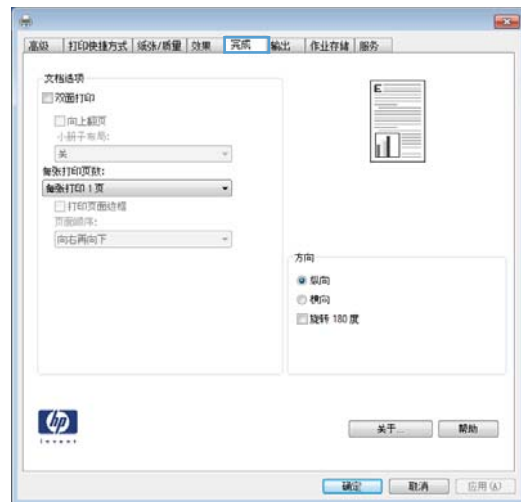 高级 打印快捷方式 纸张/质量 效果 完成 输出 作业存储 服务
文档选项
双面打印
向上翻页
小册子布局:
关
每张打印页数:
每张打印 1 页
打印页面边框
页面顺序:
向右再向下
E
方向
纵向
横向
旋转 180 度
hp
invent
关于...
帮助
确定
取消
应用(A)